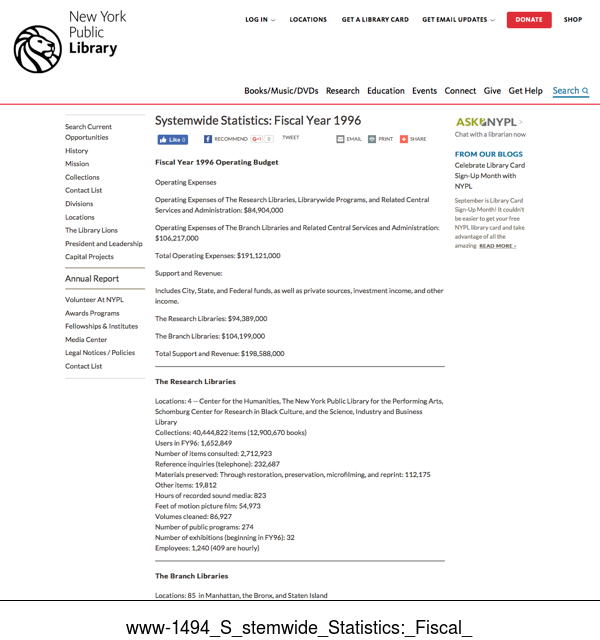 New York
Public
Library
LOG IN
LOCATIONS
GET A LIBRARY CARD
GET EMAIL UPDATES
DONATE
SHOP
Books/Music/DVDs Research Education Events Connect Give Get Help Search
Search Current
Opportunities
History
Mission
Collections
Contact List
Divisions
Locations
The Library Lions
President and Leadership
Capital Projects
Annual Report
Volunteer At NYPL
Awards Programs
Fellowships & Institutes
Media Center
Legal Notices / Policies
Contact List
Systemwide Statistics: Fiscal Year 1996
Like 0 RECOMMEND G+1 0 TWEET EMAIL PRINT SHARE
Fiscal Year 1996 Operating Budget
Operating Expenses
Operating Expenses of The Research Libraries, Librarywide Programs, and Related Central
Services and Administration: $84,904,000
Operating Expenses of The Branch Libraries and Related Central Services and Administration:
$106,217,000
Total Operating Expenses: $191,121,000
Support and Revenue:
Includes City, State, and Federal funds, as well as private sources, investment income, and other
income.
The Research Libraries: $94,389,000
The Branch Libraries: $104,199,000
Total Support and Revenue: $198,588,000
The Research Libraries
Locations: 4 -- Center for the Humanities, The New York Public Library for the Performing Arts,
Schomburg Center for Research in Black Culture, and the Science, Industry and Business
Library
Collections: 40,444,822 items (12,900,670 books)
Users in FY96: 1,652,849
Number of items consulted: 2,712,923
Reference inquiries (telephone): 232,687
Materials preserved: Through restoration, preservation, microfilming, and reprint: 112,175
Other items: 19,812
Hours of recorded sound media: 823
Feet of motion picture film: 54,973
Volumes cleaned: 86,927
Number of public programs: 274
Number of exhibitions (beginning in FY96): 32
Employees: 1,240 (409 are hourly)
The Branch Libraries
Locations: 85 in Manhattan, the Bronx, and Staten Island
ASK NYPL >
Chat with a librarian now
FROM OUR BLOGS
Celebrate Library Card
Sign-Up Month with
NYPL
September is Library Card
Sign-Up Month! It couldn't
be easier to get your free
NYPL library card and take
advantage of all the
amazing READ MORE ›
www-1494_S_stemwide_Statistics:_Fiscal_